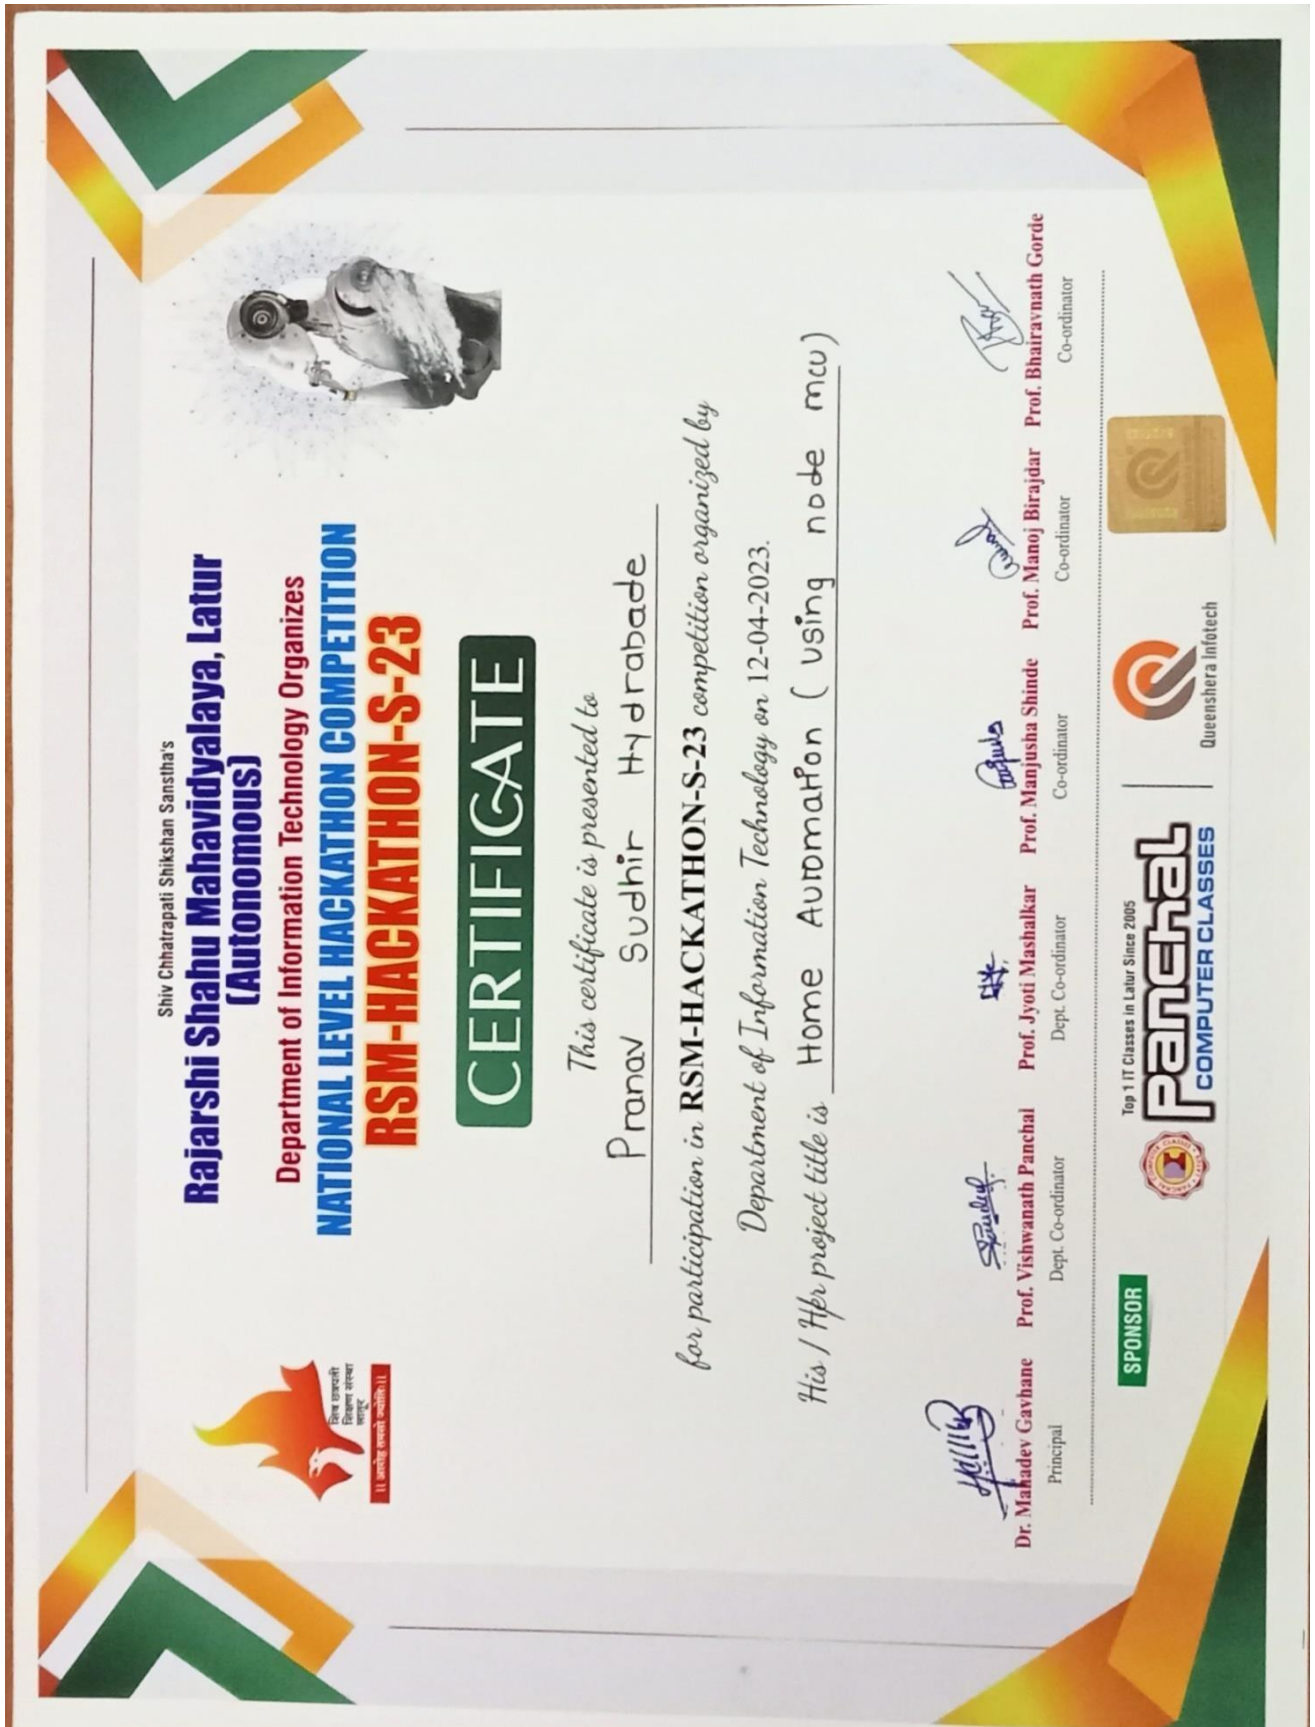 Shiv Chhatrapati Shikshan Sanstha's
Rajarshi Shahu Mahavidyalaya, Latur
(Autonomous)
Department of Information Technology Organizes
NATIONAL LEVEL HACKATHON COMPETITION
RSM-HACKATHON-S-23
शिव छत्रपती
शिक्षण संस्था
लातूर
।। आरोह तमसो ज्योतिः।।
CERTIFICATE
This certificate is presented to
Pranav Sudhir Hydrabade
for participation in RSM-HACKATHON-S-23 competition organized by
Department of Information Technology on 12-04-2023.
His / Her project title is Home Automation ( using node mcu)
Dr. Mahadev Gavhane Prof. Vishwanath Panchal Prof. Jyoti Mashalkar Prof. Manjusha Shinde Prof. Manoj Birajdar Prof. Bhairavnath Gorde
Principal Dept. Co-ordinator Dept. Co-ordinator Co-ordinator Co-ordinator Co-ordinator
SPONSOR
Top 1 IT Classes in Latur Since 2005
Panchal
COMPUTER CLASSES
Queenshera Infotech